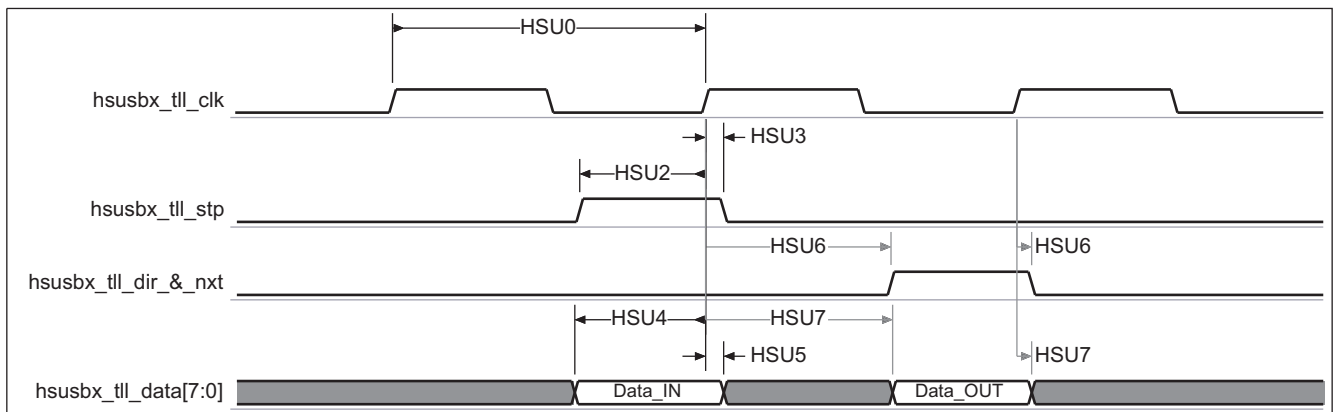 HSU0
hsusbx_tll_clk
HSU3
HSU2
hsusbx_tll_stp
HSU6 HSU6
hsusbx_tll_dir_&_nxt
HSU4 HSU7
HSU5 HSU7
hsusbx_tll_data[7:0] Data_IN Data_OUT